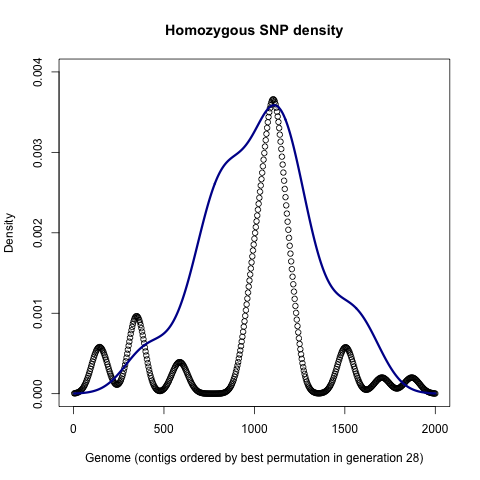 Homozygous SNP density
Density
0.004
0.003
0.002
0.001
0.000
0 500 1000 1500 2000
Genome (contigs ordered by best permutation in generation 28)